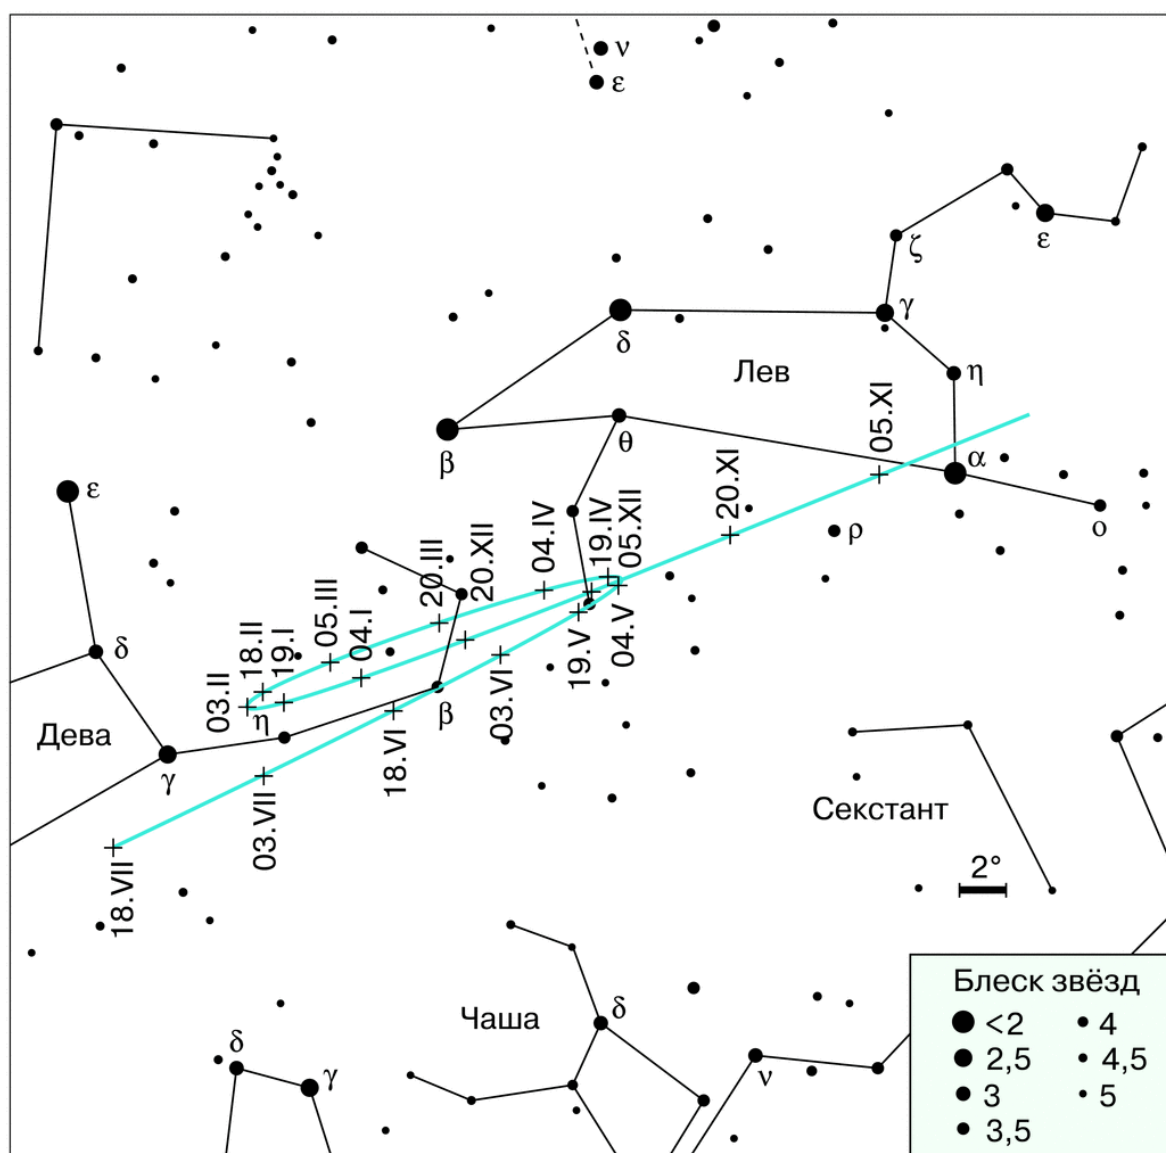 ν
ε
ε
ζ
γ
δ
Лев
η
05.XI
β
θ
α
ε
20.XI
ο
ρ
04.IV
19.IV
05.XII
20.III
20.XII
05.III
04.I
18.II
19.I
03.II
δ
η
β
19.V
04.V
03.VI
Дева
γ
18.VI
03.VII
18.VII
Секстант
2°
Чаша
δ
δ
γ
ν
Блеск звёзд
<2
4
2,5
4,5
3
5
3,5